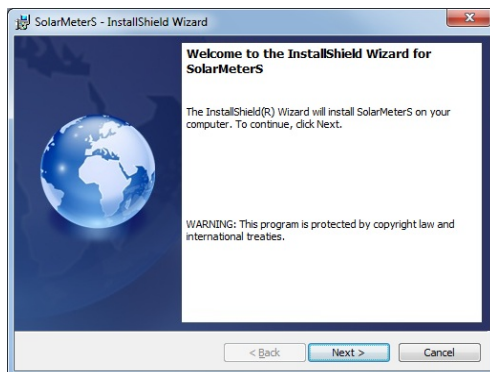 SolarMeterS - InstallShield Wizard
Welcome to the InstallShield Wizard for
SolarMeterS
The InstallShield(R) Wizard will install SolarMeterS on your
computer. To continue, click Next.
WARNING: This program is protected by copyright law and
international treaties.
< Back Next > Cancel